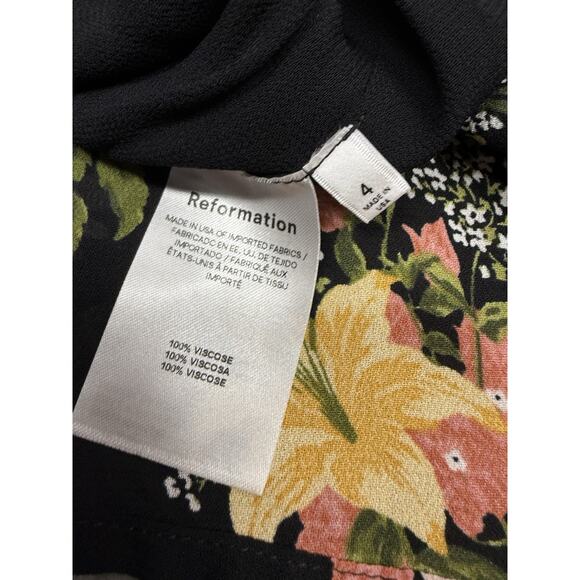 Reformation
MADE IN USA OF IMPORTED FABRICS /
FABRICADO EN EE. UU. DE TEJIDO
IMPORTADO / FABRIQUÉ AUX
ÉTATS-UNIS À PARTIR DE TISSU
IMPORTÉ
100% VISCOSE
100% VISCOSA
100% VISCOSE
4
MADE IN
USA